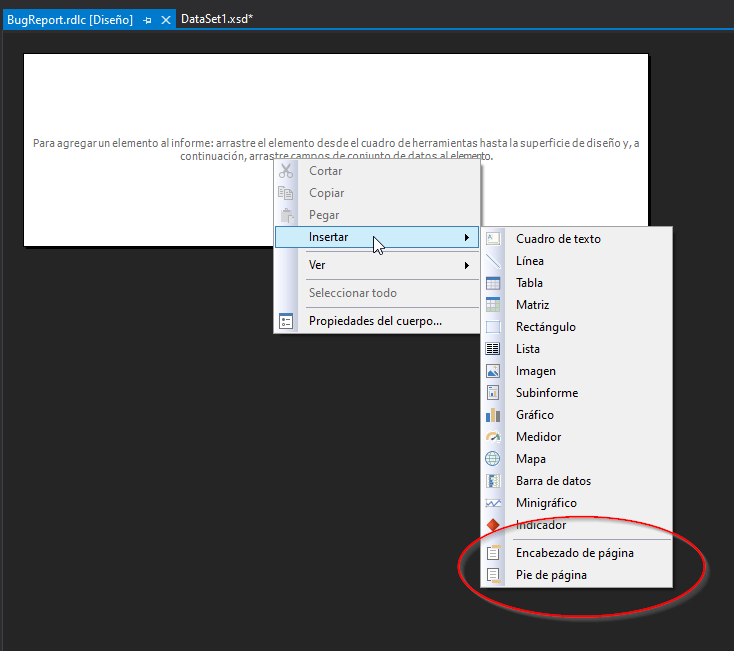 BugReport.rdlc [Diseño]
DataSet1.xsd*
Para agregar un elemento al informe: arrastre el elemento desde el cuadro de herramientas hasta la superficie de diseño y, a
continuación, arrastre campos de conjunto de datos al elemento.
Cortar
Copiar
Pegar
Insertar
Ver
Seleccionar todo
Propiedades del cuerpo...
Cuadro de texto
Línea
Tabla
Matriz
Rectángulo
Lista
Imagen
Subinforme
Gráfico
Medidor
Mapa
Barra de datos
Minigráfico
Indicador
Encabezado de página
Pie de página